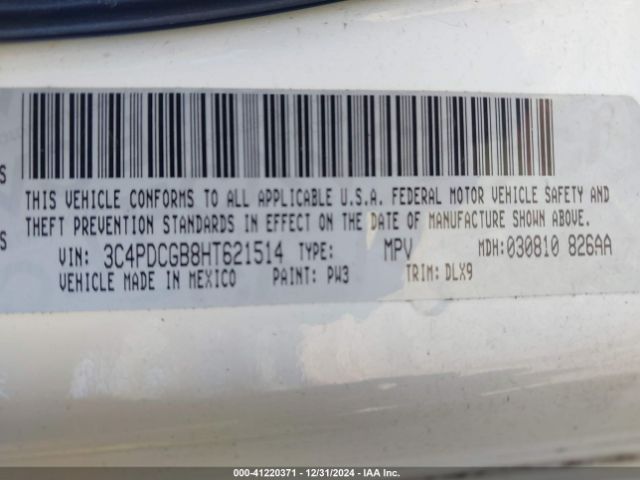 S
THIS VEHICLE CONFORMS TO ALL APPLICABLE U.S.A. FEDERAL MOTOR VEHICLE SAFETY AND
THEFT PREVENTION STANDARDS IN EFFECT ON THE DATE OF MANUFACTURE SHOWN ABOVE.
S
VIN: 3C4PDCGB8HT621514 TYPE: MPV MDH: 030810 826AA
VEHICLE MADE IN MEXICO PAINT: PW3 TRIM: DLX9
000-41220371 - 12/31/2024 - IAA Inc.